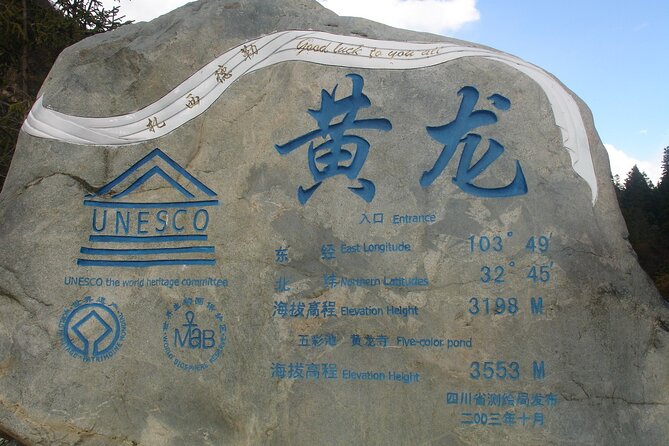 扎西德勒 Good luck to you all
黄龙
入口 Entrance
UNESCO
UNESCO the world heritage committee
MAB
东 经 East Longitude 103° 49′
北 纬 Northern Latitudes 32° 45′
海拔高程 Elevation Height 3198 M
五彩池 黄龙寺 Five-color pond
海拔高程 Elevation Height 3553 M
四川省测绘局发布
二00三年十月